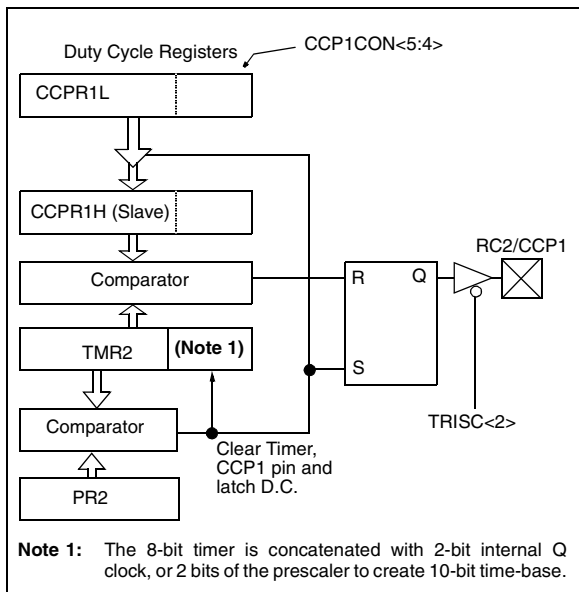 Duty Cycle Registers
CCP1CON<5:4>
CCPR1L
CCPR1H (Slave)
Comparator
R
Q
RC2/CCP1
TMR2
(Note 1)
S
Comparator
TRISC<2>
Clear Timer,
CCP1 pin and
latch D.C.
PR2
Note 1: The 8-bit timer is concatenated with 2-bit internal Q
clock, or 2 bits of the prescaler to create 10-bit time-base.